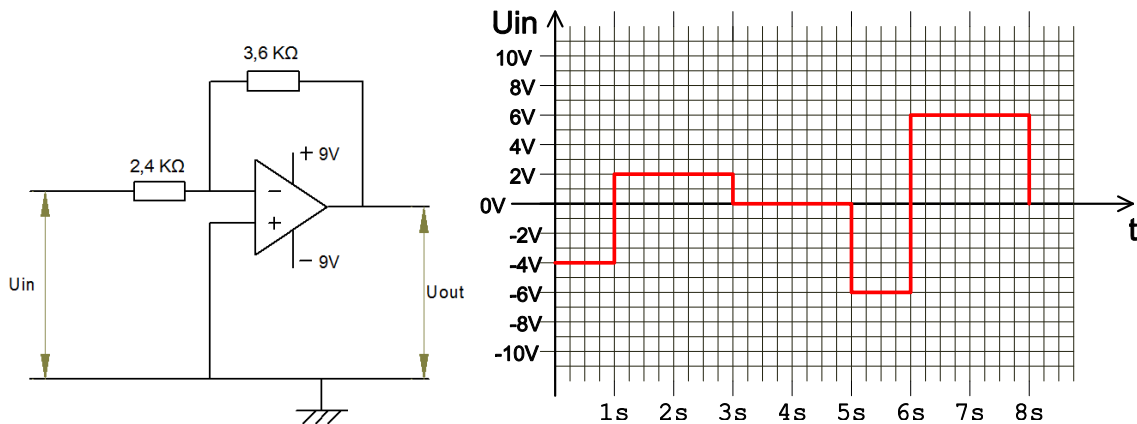 3,6 KΩ
2,4 KΩ
+ 9V
−
+
− 9V
Uin
Uout
Uin
10V
8V
6V
4V
2V
0V
-2V
-4V
-6V
-8V
-10V
t
1s 2s 3s 4s 5s 6s 7s 8s